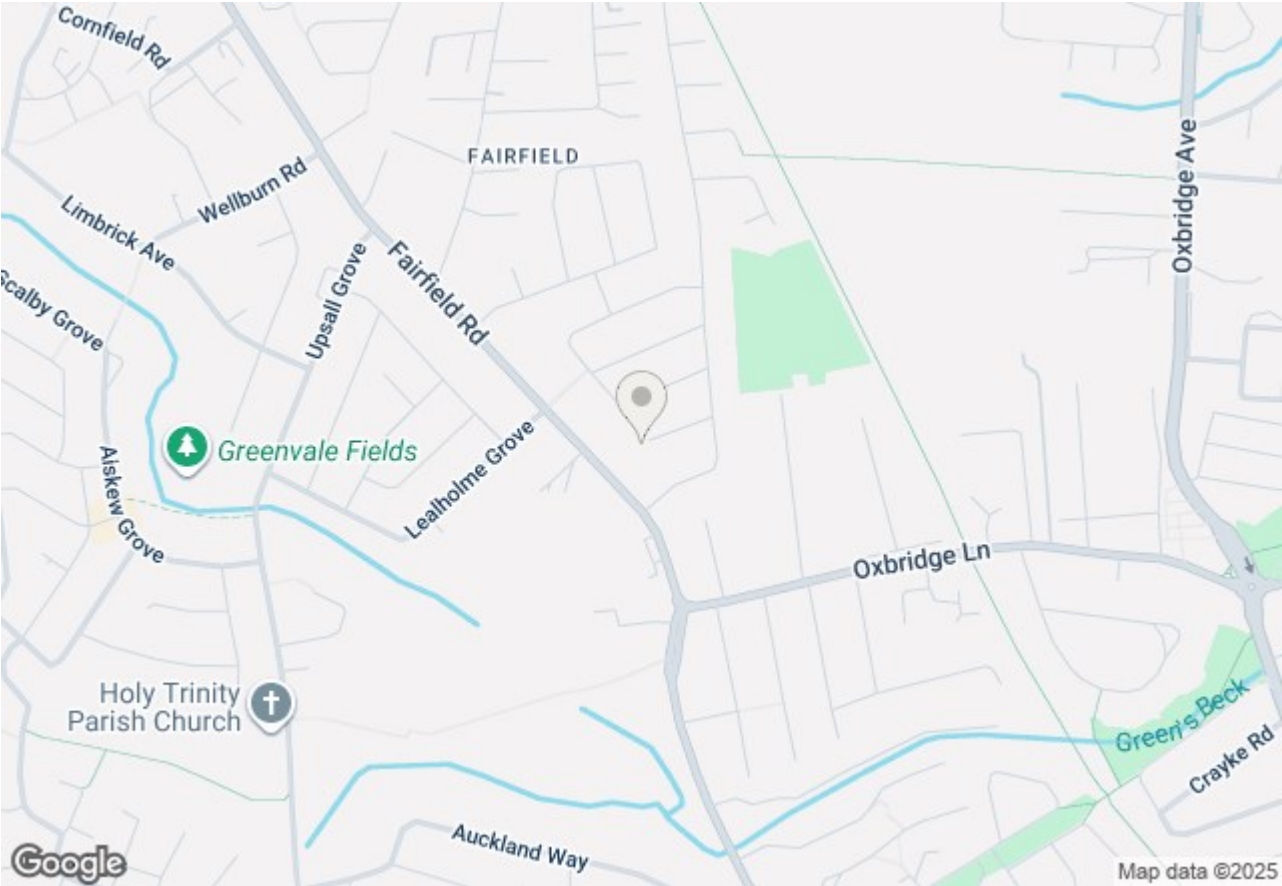 Cornfield Rd
FAIRFIELD
Oxbridge Ave
Wellburn Rd
Limbrick Ave
Scalby Grove
Upsall Grove
Fairfield Rd
Greenvale Fields
Lealholme Grove
Aiskew Grove
Oxbridge Ln
Holy Trinity
Parish Church
Green's Beck
Crayke Rd
Auckland Way
Google
Map data ©2025